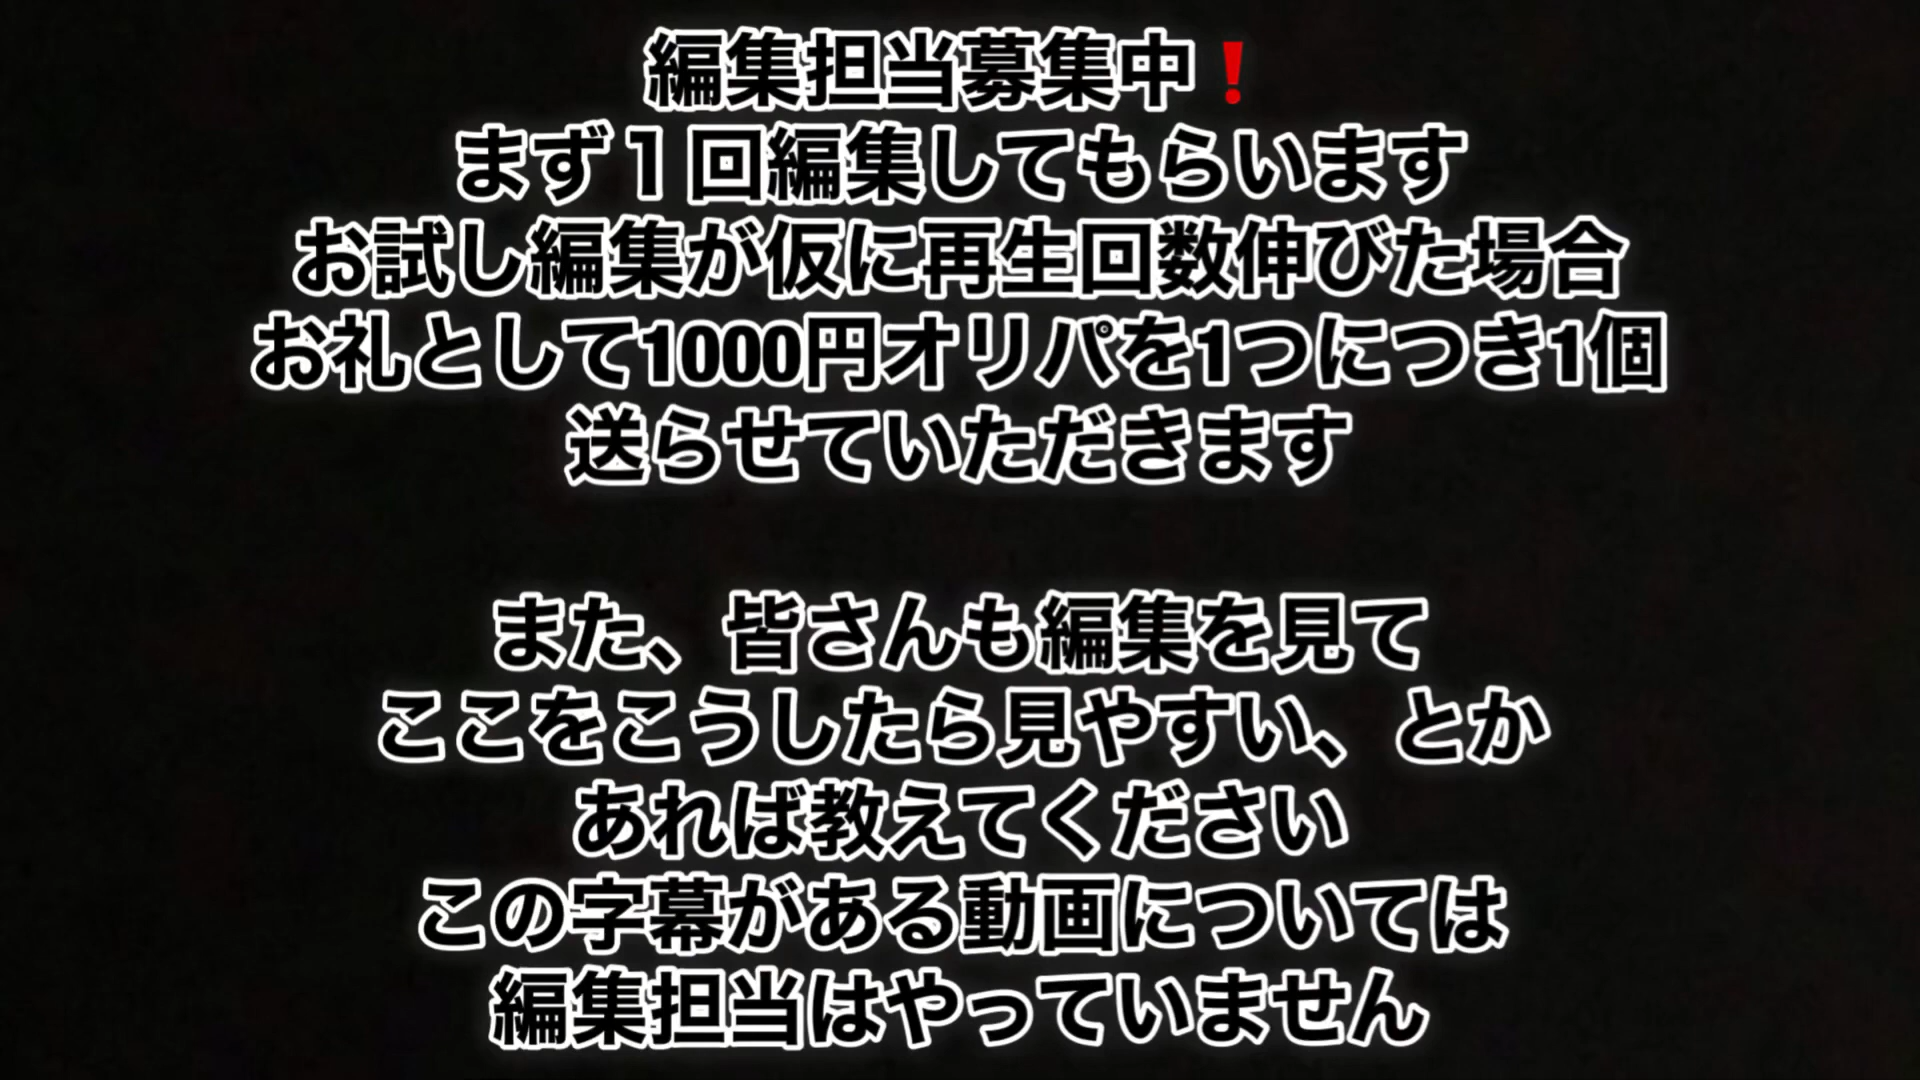 編集担当募集中❗
まず１回編集してもらいます
お試し編集が仮に再生回数伸びた場合
お礼として1000円オリパを1つにつき1個
送らせていただきます
また、皆さんも編集を見て
ここをこうしたら見やすい、とか
あれば教えてください
この字幕がある動画については
編集担当はやっていません